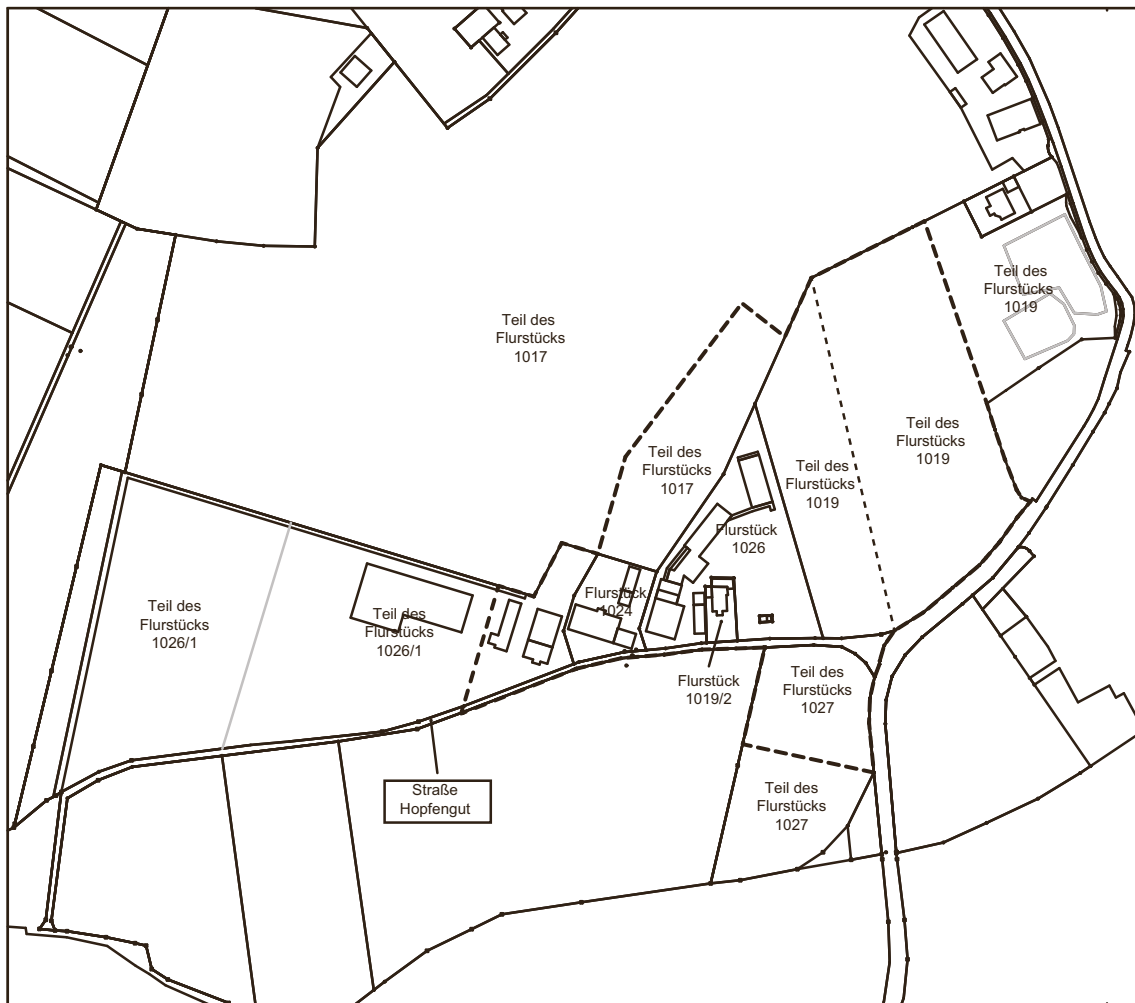 Teil des
Flurstücks
1019
Teil des
Flurstücks
1017
Teil des
Flurstücks
1019
Teil des
Flurstücks
1017
Teil des
Flurstücks
1019
Flurstück
1026
Flurstück
1024
Teil des
Flurstücks
1026/1
Teil des
Flurstücks
1026/1
Flurstück
1019/2
Teil des
Flurstücks
1027
Teil des
Flurstücks
1027
Straße
Hopfengut